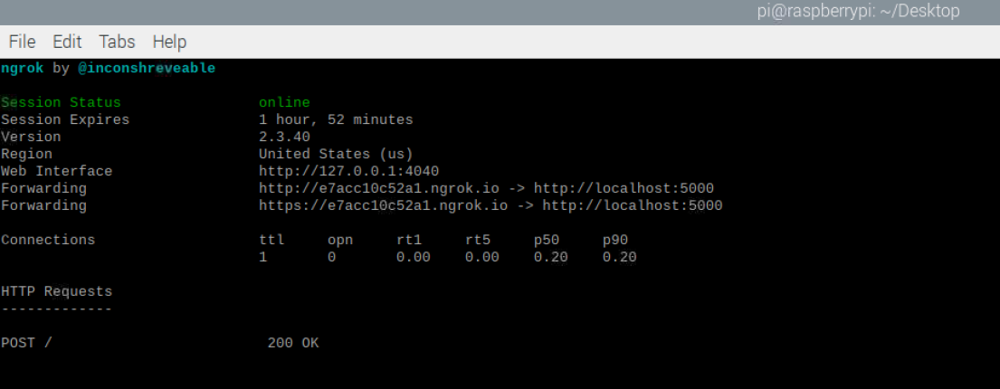 pi@raspberrypi: ~/Desktop
File Edit Tabs Help
ngrok by @inconshreveable
Session Status online
Session Expires 1 hour, 52 minutes
Version 2.3.40
Region United States (us)
Web Interface http://127.0.0.1:4040
Forwarding http://e7acc10c52a1.ngrok.io -> http://localhost:5000
Forwarding https://e7acc10c52a1.ngrok.io -> http://localhost:5000
Connections ttl opn rt1 rt5 p50 p90
1 0 0.00 0.00 0.20 0.20
HTTP Requests
-------------
POST / 200 OK